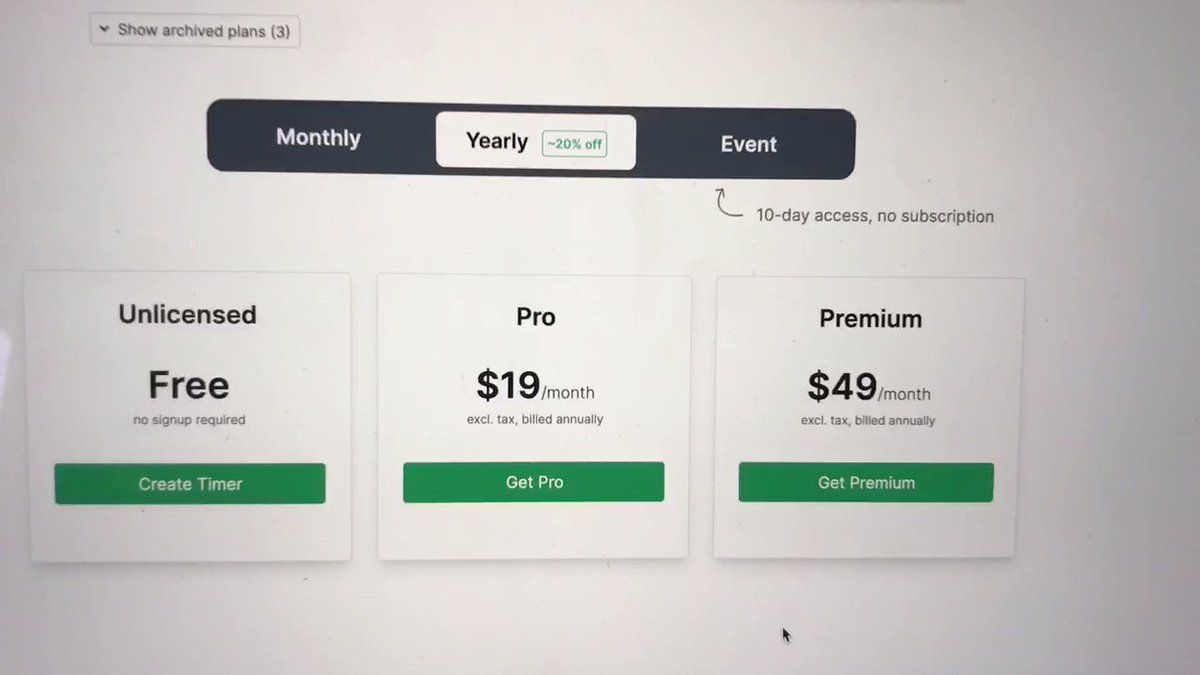 Show archived plans (3)
Monthly
Yearly
~20% off
Event
10-day access, no subscription
Unlicensed
Free
no signup required
Create Timer
Pro
$19/month
excl. tax, billed annually
Get Pro
Premium
$49/month
excl. tax, billed annually
Get Premium